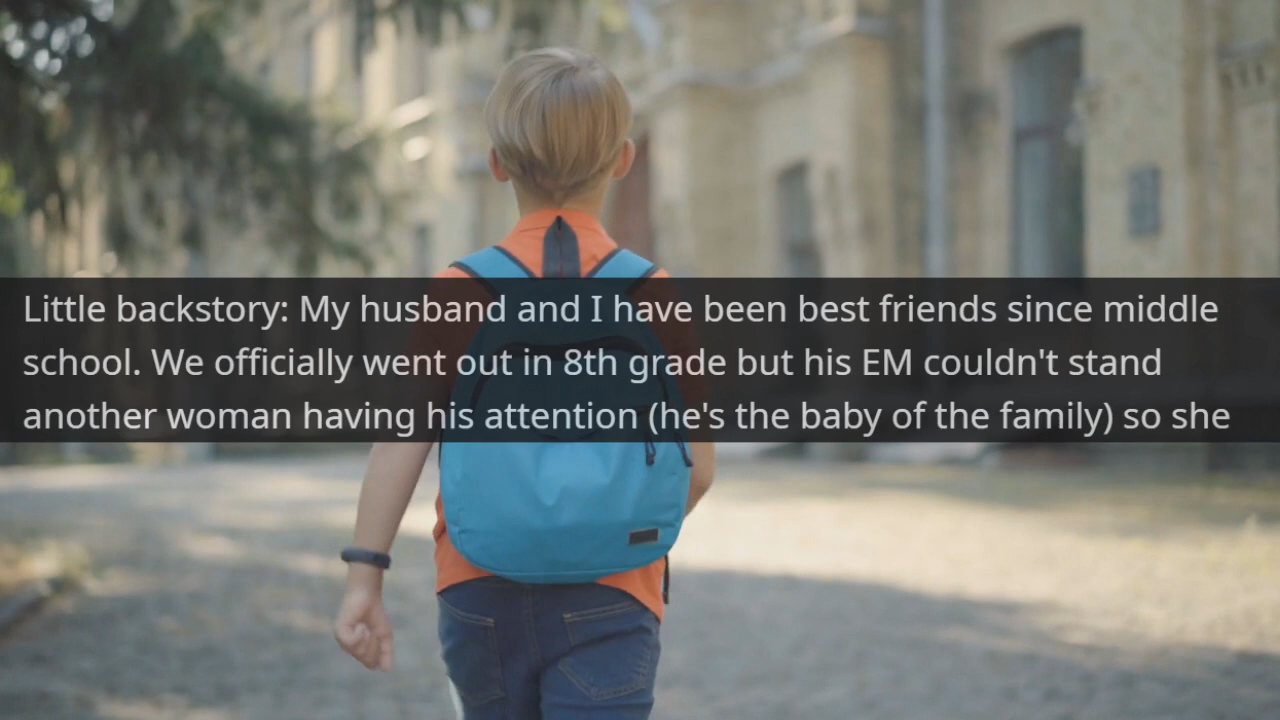 Little backstory: My husband and I have been best friends since middle
school. We officially went out in 8th grade but his EM couldn't stand
another woman having his attention (he's the baby of the family) so she